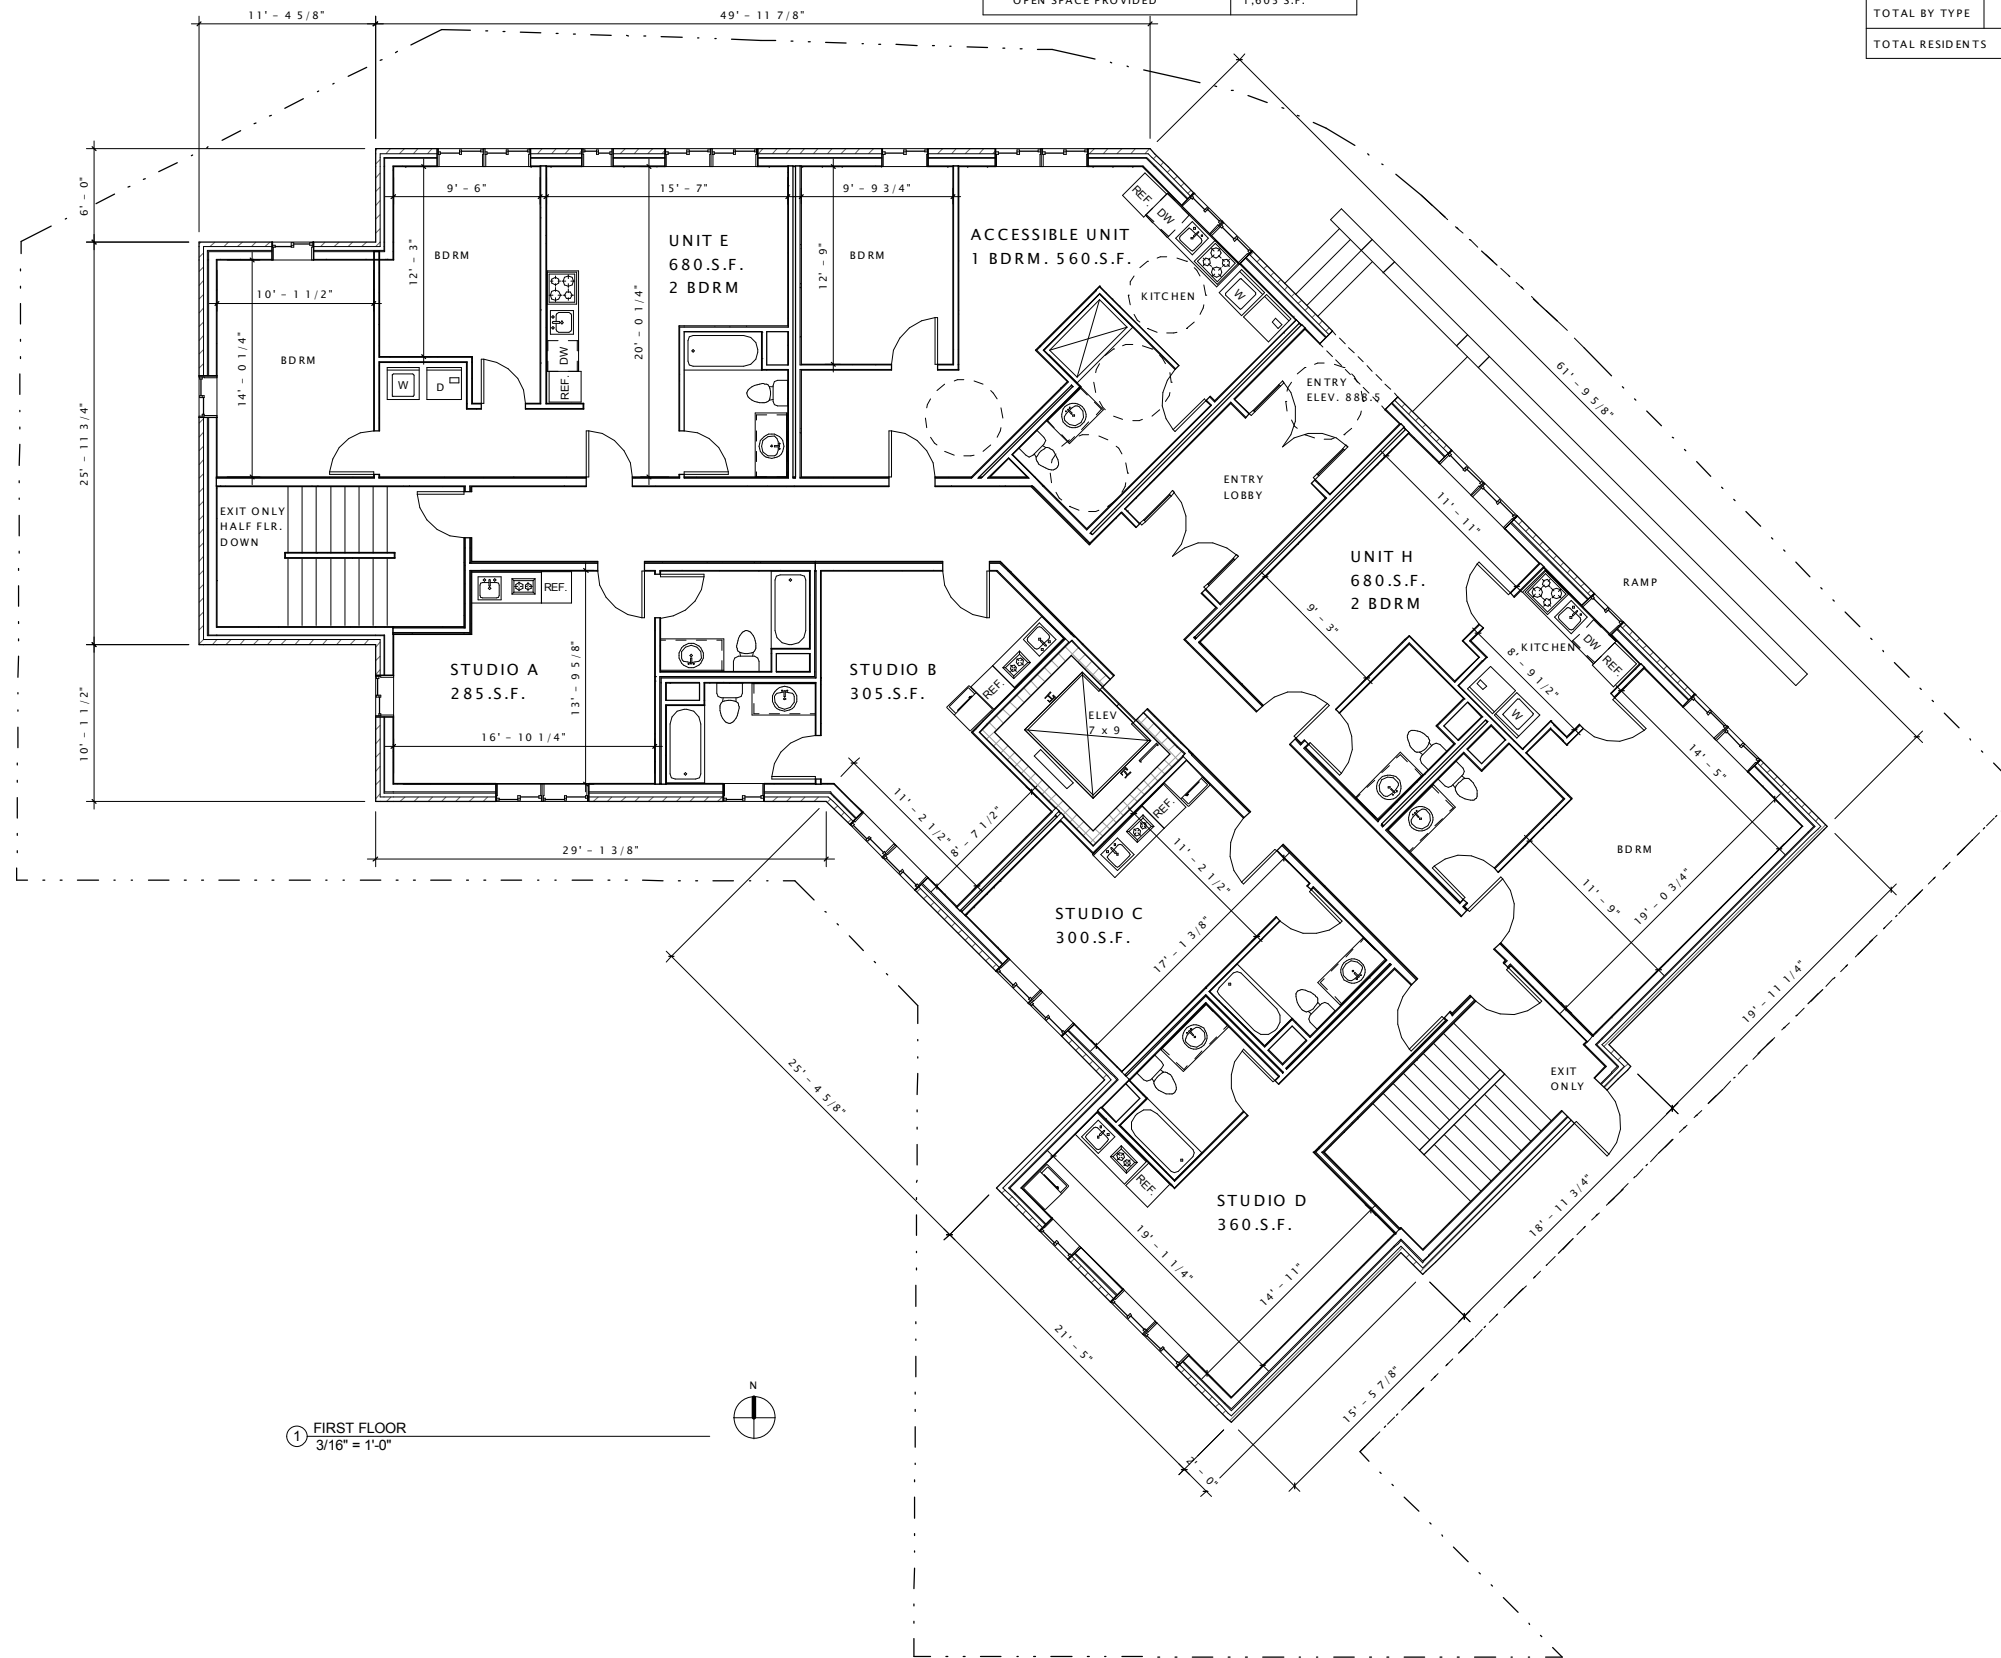 11' - 4 5/8"
49' - 11 7/8"
OPEN SPACE PROVIDED
1,603 S.F.
TOTAL BY TYPE
TOTAL RESIDENTS
6' - 0"
25' - 11 3/4"
10' - 1 1/2"
9' - 6"
12' - 3"
BDRM
15' - 7"
20' - 0 1/4"
UNIT E
680.S.F.
2 BDRM
DW
REF.
9' - 9 3/4"
12' - 9"
BDRM
ACCESSIBLE UNIT
1 BDRM. 560.S.F.
REF.
DW
W
KITCHEN
10' - 1 1/2"
14' - 0 1/4"
BDRM
W
D
ENTRY
ELEV. 888.5
ENTRY
LOBBY
61' - 9 5/8"
EXIT ONLY
HALF FLR.
DOWN
11' - 11"
UNIT H
680.S.F.
2 BDRM
9' - 3"
RAMP
KITCHEN
DW
REF.
8' - 9 1/2"
W
REF.
STUDIO A
285.S.F.
13' - 9 5/8"
16' - 10 1/4"
STUDIO B
305.S.F.
REF.
ELEV
7 x 9
14' - 5"
11' - 2 1/2"
8' - 7 1/2"
REF.
29' - 1 3/8"
11' - 2 1/2"
BDRM
11' - 9"
19' - 0 3/4"
STUDIO C
300.S.F.
17' - 1 3/8"
19' - 11 1/4"
25' - 4 5/8"
EXIT
ONLY
REF.
STUDIO D
360.S.F.
18' - 11 3/4"
19' - 1 1/4"
14' - 11"
21' - 5"
15' - 5 7/8"
2' - 0"
N
1
FIRST FLOOR
3/16" = 1'-0"